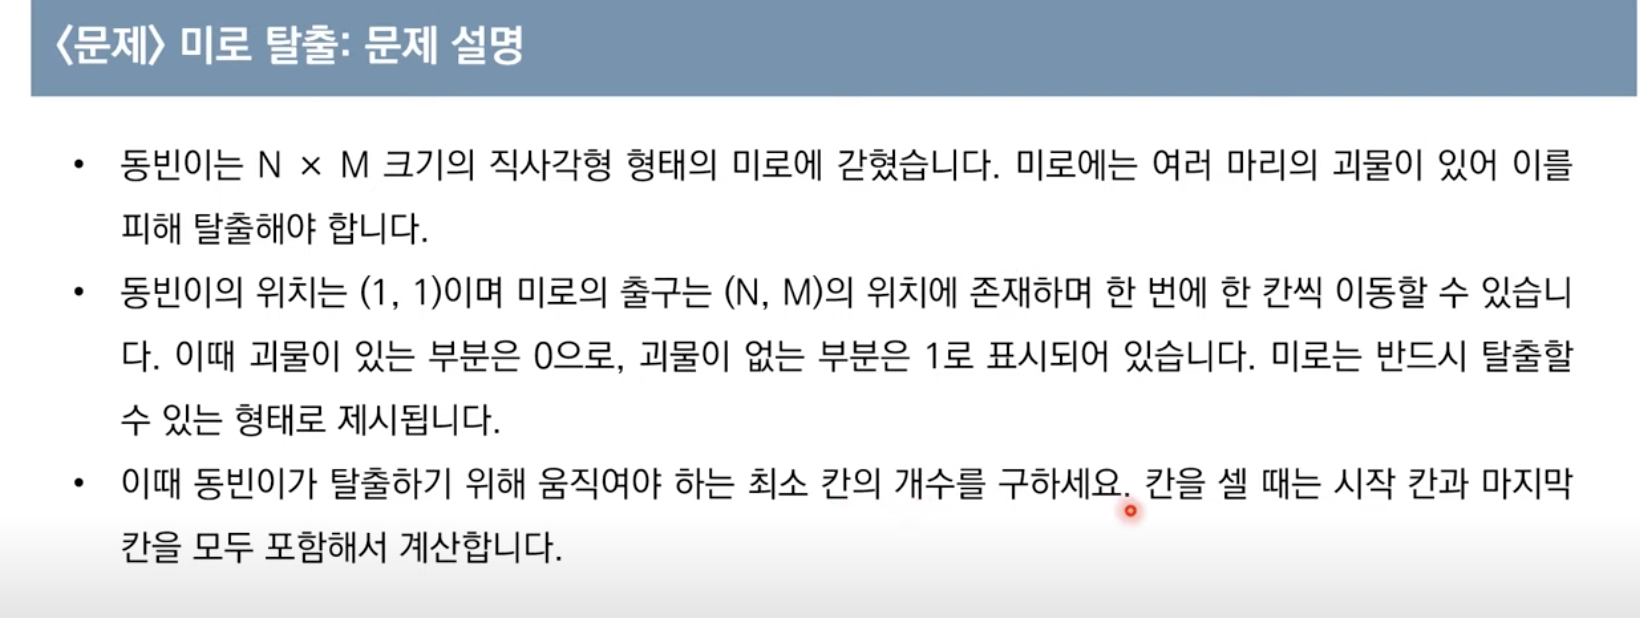 〈문제〉 미로 탈출: 문제 설명
• 동빈이는 N × M 크기의 직사각형 형태의 미로에 갇혔습니다. 미로에는 여러 마리의 괴물이 있어 이를
피해 탈출해야 합니다.
• 동빈이의 위치는 (1, 1)이며 미로의 출구는 (N, M)의 위치에 존재하며 한 번에 한 칸씩 이동할 수 있습니
다. 이때 괴물이 있는 부분은 0으로, 괴물이 없는 부분은 1로 표시되어 있습니다. 미로는 반드시 탈출할
수 있는 형태로 제시됩니다.
• 이때 동빈이가 탈출하기 위해 움직여야 하는 최소 칸의 개수를 구하세요. 칸을 셀 때는 시작 칸과 마지막
칸을 모두 포함해서 계산합니다.